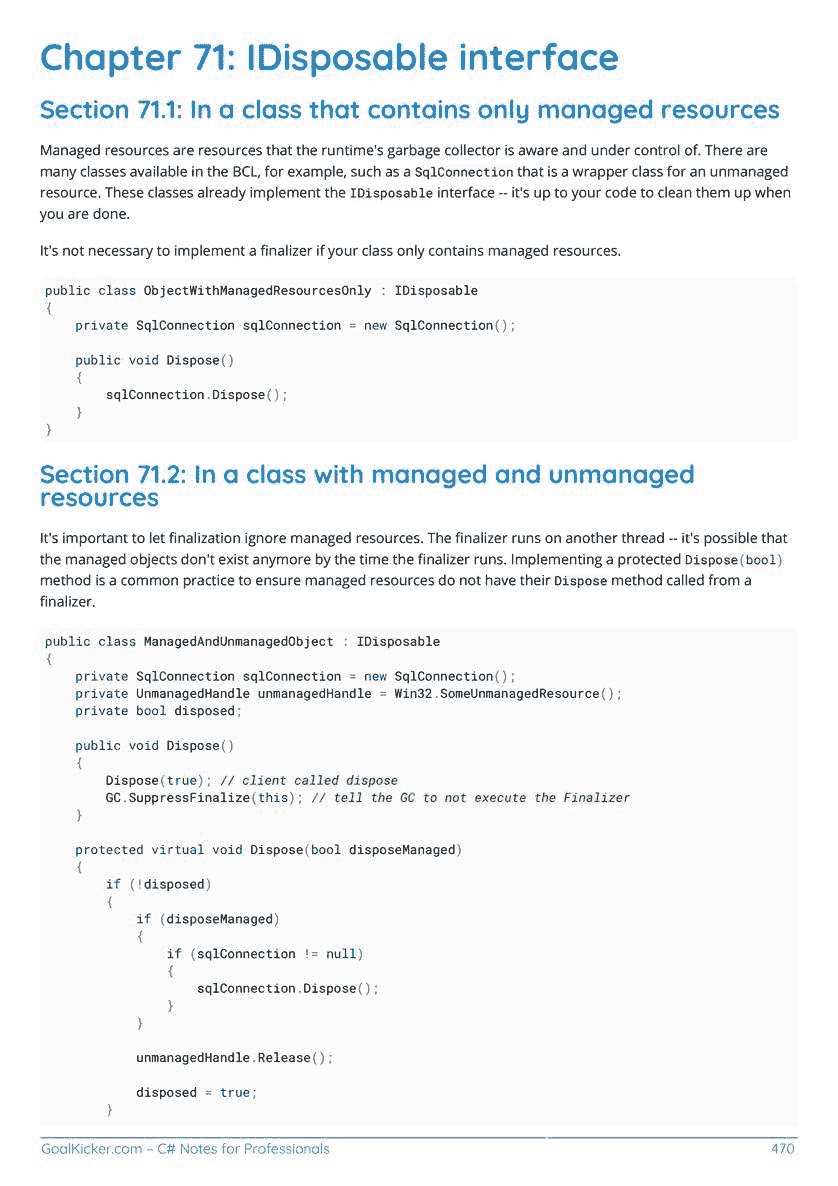 Chapter 71: IDisposable interface
Section 71.1: In a class that contains only managed resources
Managed resources are resources that the runtime's garbage collector is aware and under control of. There are
many classes available in the BCL, for example, such as a SqlConnection that is a wrapper class for an unmanaged
resource. These classes already implement the IDisposable interface -- it's up to your code to clean them up when
you are done.
It's not necessary to implement a finalizer if your class only contains managed resources.
public class ObjectWithManagedResourcesOnly : IDisposable
{
    private SqlConnection sqlConnection = new SqlConnection();
    public void Dispose()
    {
        sqlConnection.Dispose();
    }
}
Section 71.2: In a class with managed and unmanaged
resources
It's important to let finalization ignore managed resources. The finalizer runs on another thread -- it's possible that
the managed objects don't exist anymore by the time the finalizer runs. Implementing a protected Dispose(bool)
method is a common practice to ensure managed resources do not have their Dispose method called from a
finalizer.
public class ManagedAndUnmanagedObject : IDisposable
{
    private SqlConnection sqlConnection = new SqlConnection();
    private UnmanagedHandle unmanagedHandle = Win32.SomeUnmanagedResource();
    private bool disposed;
    public void Dispose()
    {
        Dispose(true); // client called dispose
        GC.SuppressFinalize(this); // tell the GC to not execute the Finalizer
    }
    protected virtual void Dispose(bool disposeManaged)
    {
        if (!disposed)
        {
            if (disposeManaged)
            {
                if (sqlConnection != null)
                {
                    sqlConnection.Dispose();
                }
            }
            unmanagedHandle.Release();
            disposed = true;
        }
GoalKicker.com – C# Notes for Professionals 470